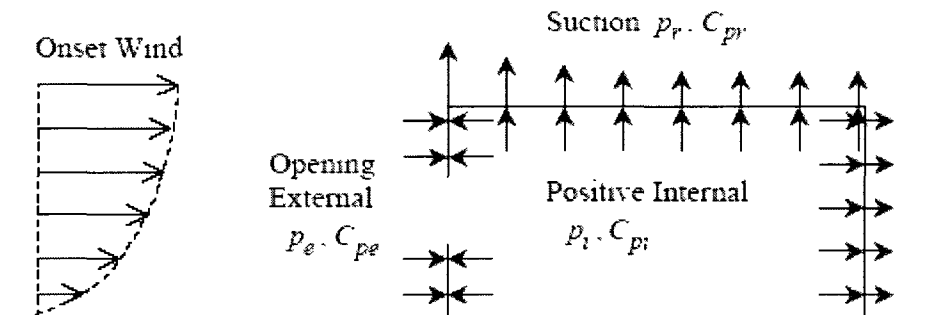 Onset Wind
Suction p_r, C_pr
Opening
External
p_e, C_pe
Positive Internal
p_i, C_pi